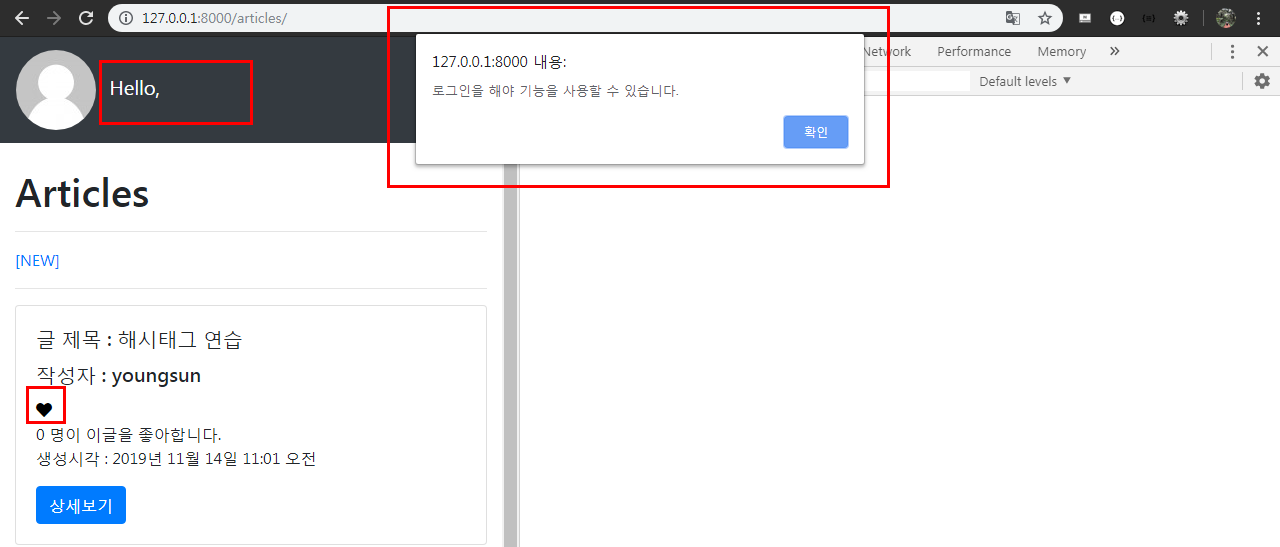 127.0.0.1:8000/articles/
Network Performance Memory »
Default levels ▼
127.0.0.1:8000 내용:
로그인을 해야 기능을 사용할 수 있습니다.
확인
Hello,
Articles
[NEW]
글 제목 : 해시태그 연습
작성자 : youngsun
0 명이 이글을 좋아합니다.
생성시각 : 2019년 11월 14일 11:01 오전
상세보기